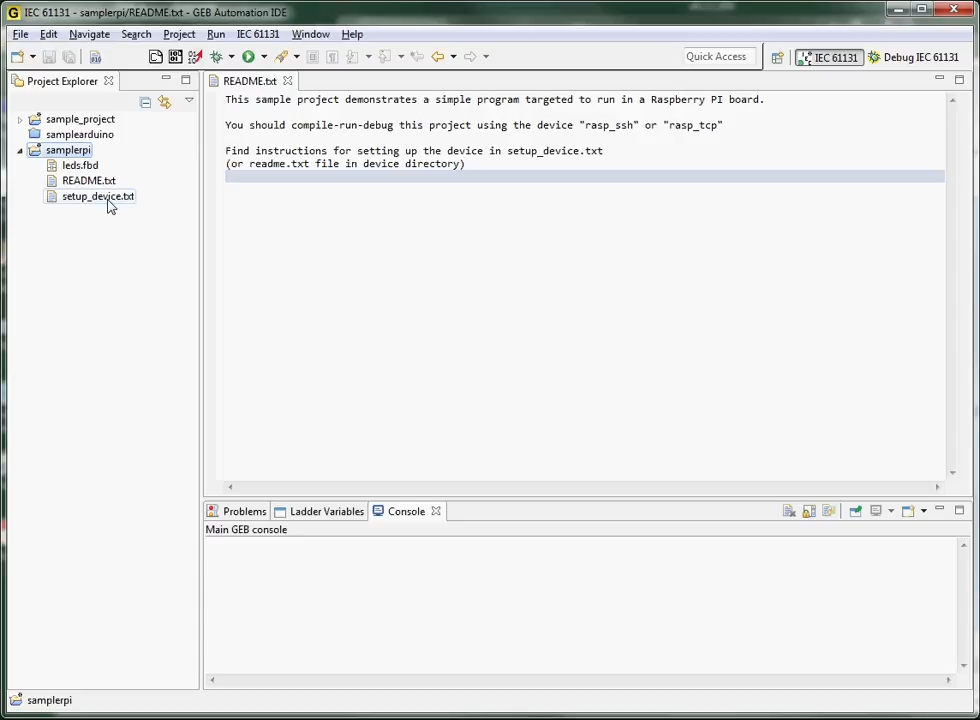 IEC 61131 - samplerpi/README.txt - GEB Automation IDE
File Edit Navigate Search Project Run IEC 61131 Window Help
Quick Access IEC 61131 Debug IEC 61131
Project Explorer
sample_project
samplearduino
samplerpi
leds.fbd
README.txt
setup_device.txt
README.txt
This sample project demonstrates a simple program targeted to run in a Raspberry PI board.
You should compile-run-debug this project using the device "rasp_ssh" or "rasp_tcp"
Find instructions for setting up the device in setup_device.txt
(or readme.txt file in device directory)
Problems Ladder Variables Console
Main GEB console
samplerpi